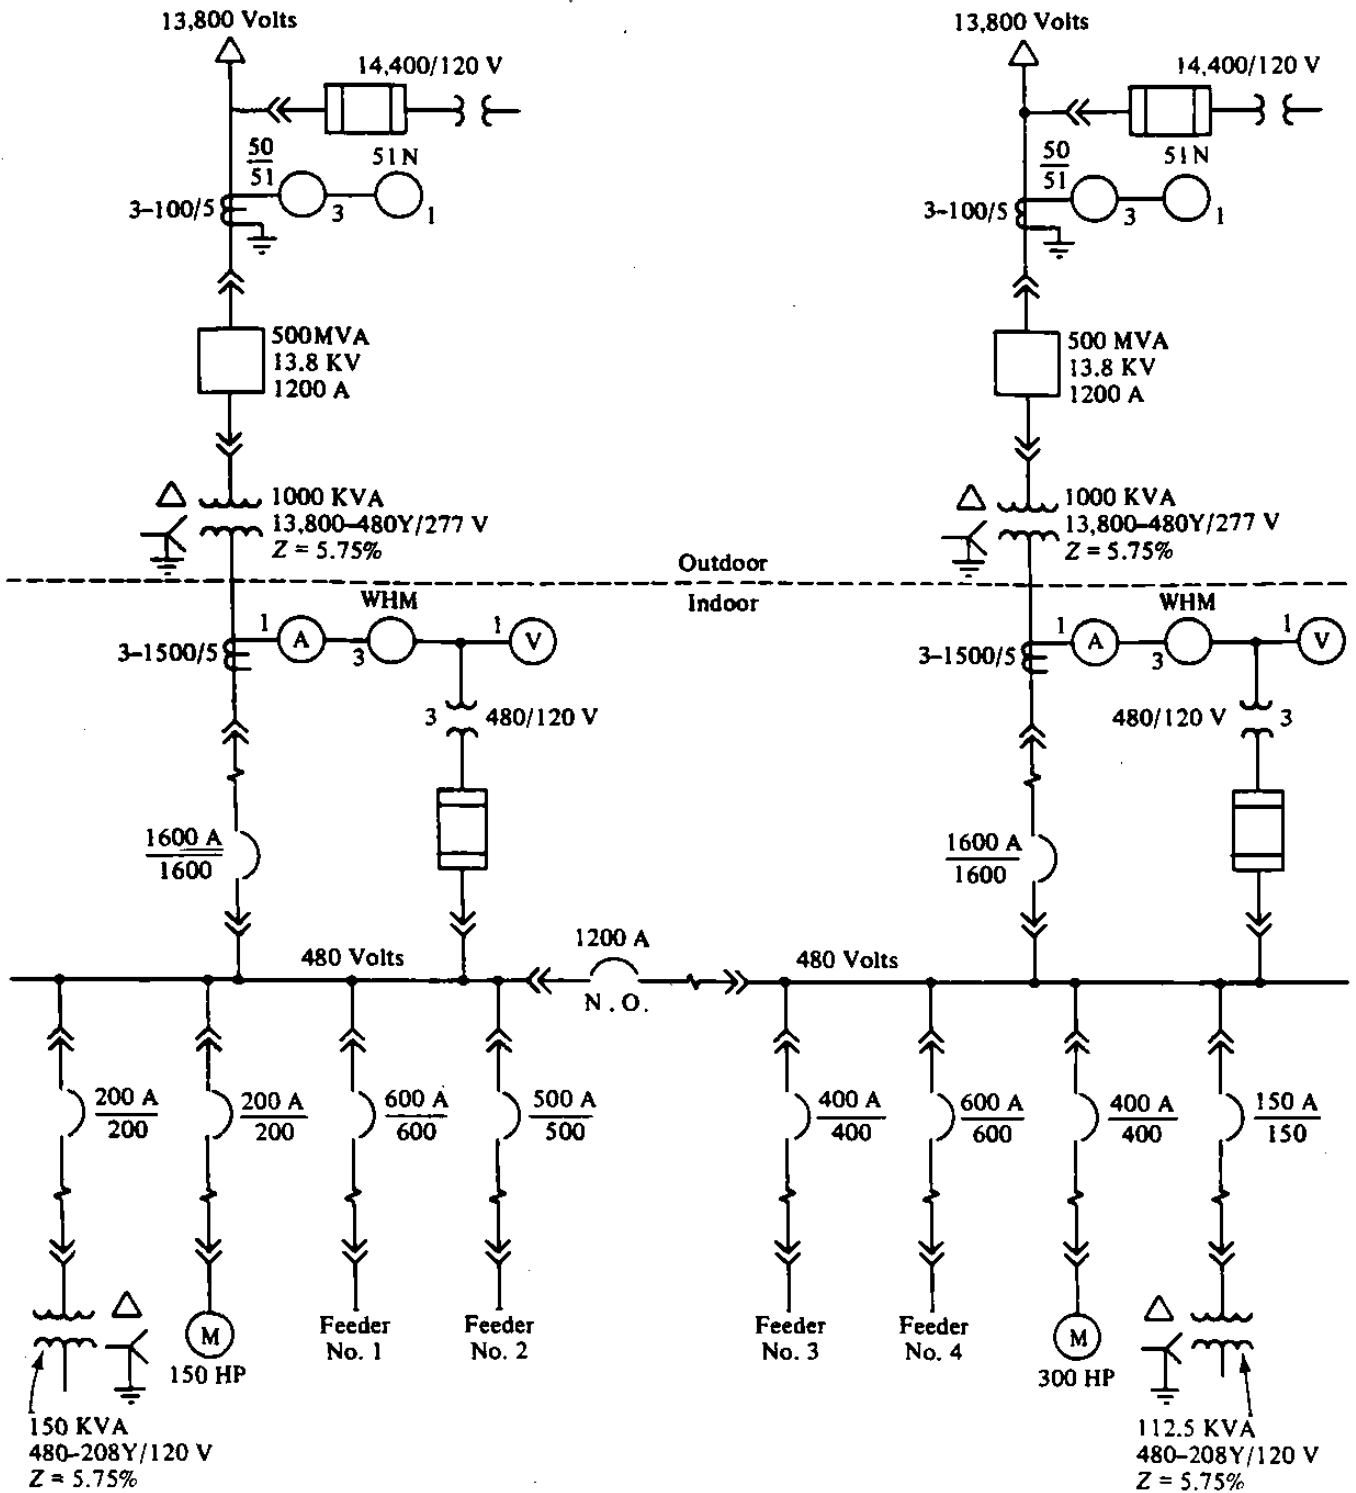 13,800 Volts
14,400/120 V
50
51
51N
3-100/5
3
1
500MVA
13.8 KV
1200 A
1000 KVA
13,800-480Y/277 V
Z = 5.75%
13,800 Volts
14,400/120 V
50
51
51N
3-100/5
3
1
500 MVA
13.8 KV
1200 A
1000 KVA
13,800-480Y/277 V
Z = 5.75%
Outdoor
Indoor
WHM
1
A
3
1
V
3-1500/5
3
480/120 V
1600 A
1600
WHM
1
A
3
1
V
3-1500/5
480/120 V
3
1600 A
1600
480 Volts
1200 A
N.O.
480 Volts
200 A
200
200 A
200
600 A
600
500 A
500
400 A
400
600 A
600
400 A
400
150 A
150
M
150 HP
Feeder
No. 1
Feeder
No. 2
Feeder
No. 3
Feeder
No. 4
M
300 HP
150 KVA
480-208Y/120 V
Z = 5.75%
112.5 KVA
480-208Y/120 V
Z = 5.75%